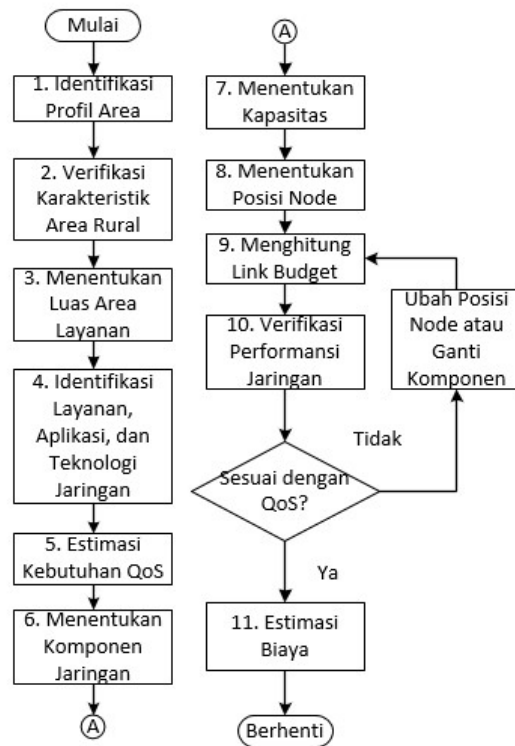 Mulai
1. Identifikasi
Profil Area
2. Verifikasi
Karakteristik
Area Rural
3. Menentukan
Luas Area
Layanan
4. Identifikasi
Layanan,
Aplikasi, dan
Teknologi
Jaringan
5. Estimasi
Kebutuhan QoS
6. Menentukan
Komponen
Jaringan
A
A
7. Menentukan
Kapasitas
8. Menentukan
Posisi Node
9. Menghitung
Link Budget
10. Verifikasi
Performansi
Jaringan
Sesuai dengan
QoS?
Tidak
Ubah Posisi
Node atau
Ganti
Komponen
Ya
11. Estimasi
Biaya
Berhenti